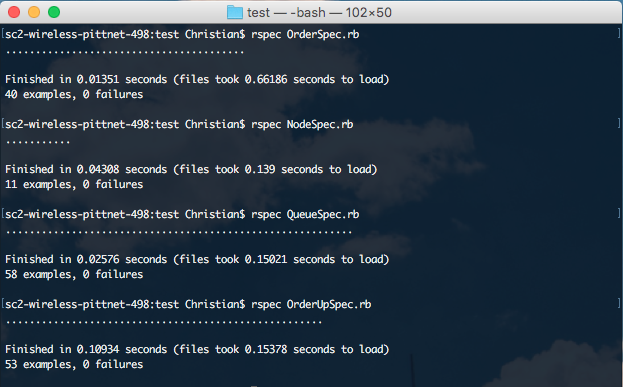 test — -bash — 102×50
[sc2-wireless-pittnet-498:test Christian$ rspec OrderSpec.rb ]
........................................
Finished in 0.01351 seconds (files took 0.66186 seconds to load)
40 examples, 0 failures
[sc2-wireless-pittnet-498:test Christian$ rspec NodeSpec.rb ]
...........
Finished in 0.04308 seconds (files took 0.139 seconds to load)
11 examples, 0 failures
[sc2-wireless-pittnet-498:test Christian$ rspec QueueSpec.rb ]
..........................................................
Finished in 0.02576 seconds (files took 0.15021 seconds to load)
58 examples, 0 failures
[sc2-wireless-pittnet-498:test Christian$ rspec OrderUpSpec.rb ]
.....................................................
Finished in 0.10934 seconds (files took 0.15378 seconds to load)
53 examples, 0 failures